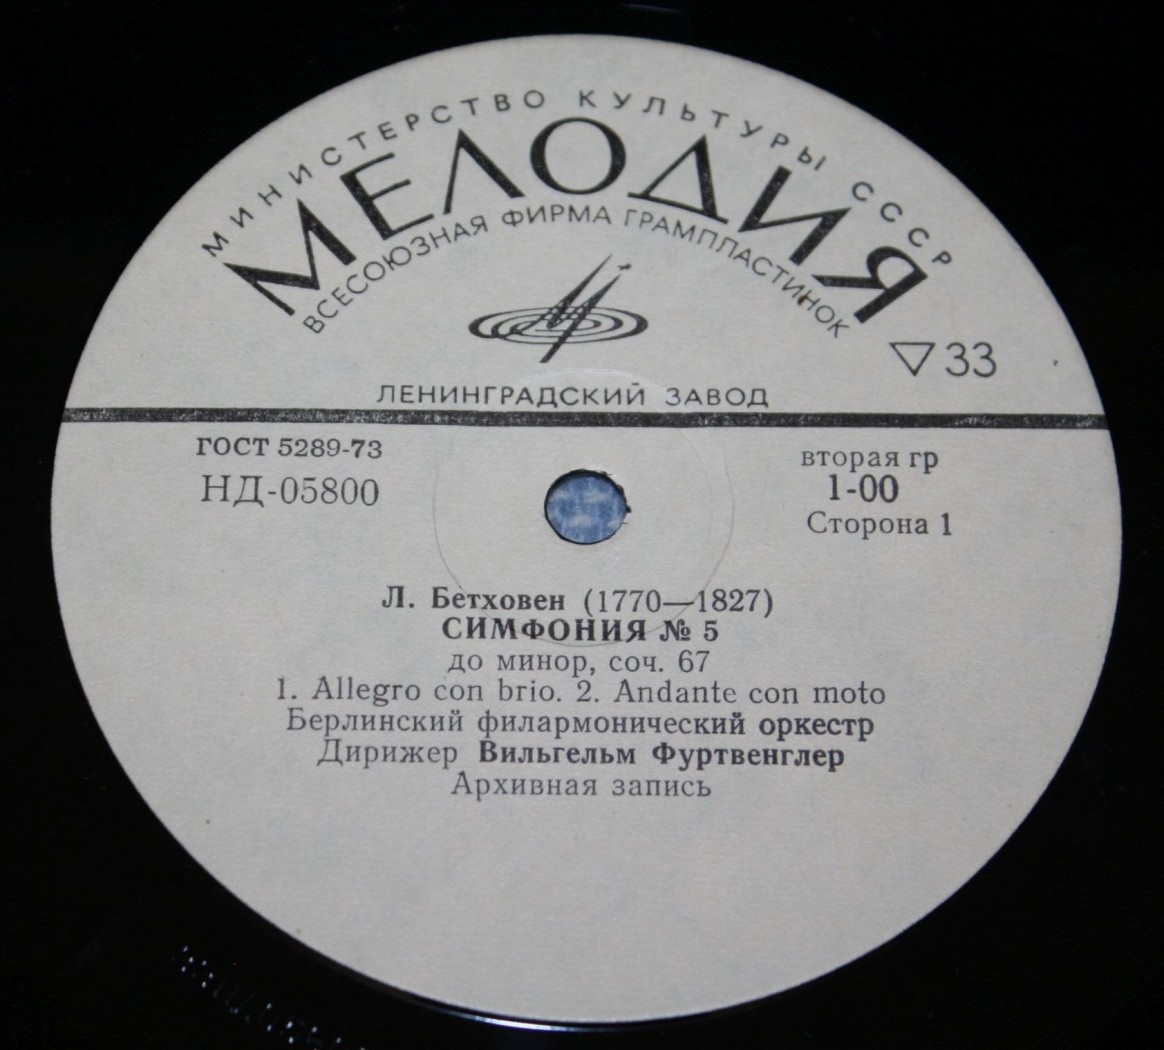 МИНИСТЕРСТВО КУЛЬТУРЫ СССР
МЕЛОДИЯ
ВСЕСОЮЗНАЯ ФИРМА ГРАМПЛАСТИНОК
▽33
ЛЕНИНГРАДСКИЙ ЗАВОД
ГОСТ 5289-73
НД-05800
вторая гр
1-00
Сторона 1
Л. Бетховен (1770—1827)
СИМФОНИЯ № 5
до минор, соч. 67
1. Allegro con brio. 2. Andante con moto
Берлинский филармонический оркестр
Дирижер Вильгельм Фуртвенглер
Архивная запись